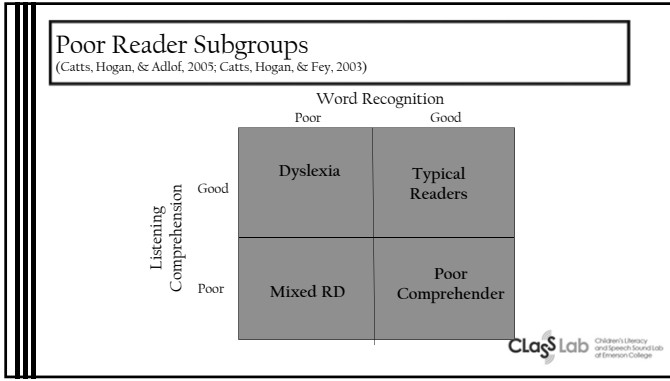 Poor Reader Subgroups
(Catts, Hogan, & Adlof, 2005; Catts, Hogan, & Fey, 2003)
Word Recognition
Poor Good
Listening
Comprehension
Good
Dyslexia
Typical
Readers
Poor
Mixed RD
Poor
Comprehender
CLaSS Lab
Children's Literacy
and Speech Sound Lab
at Emerson College